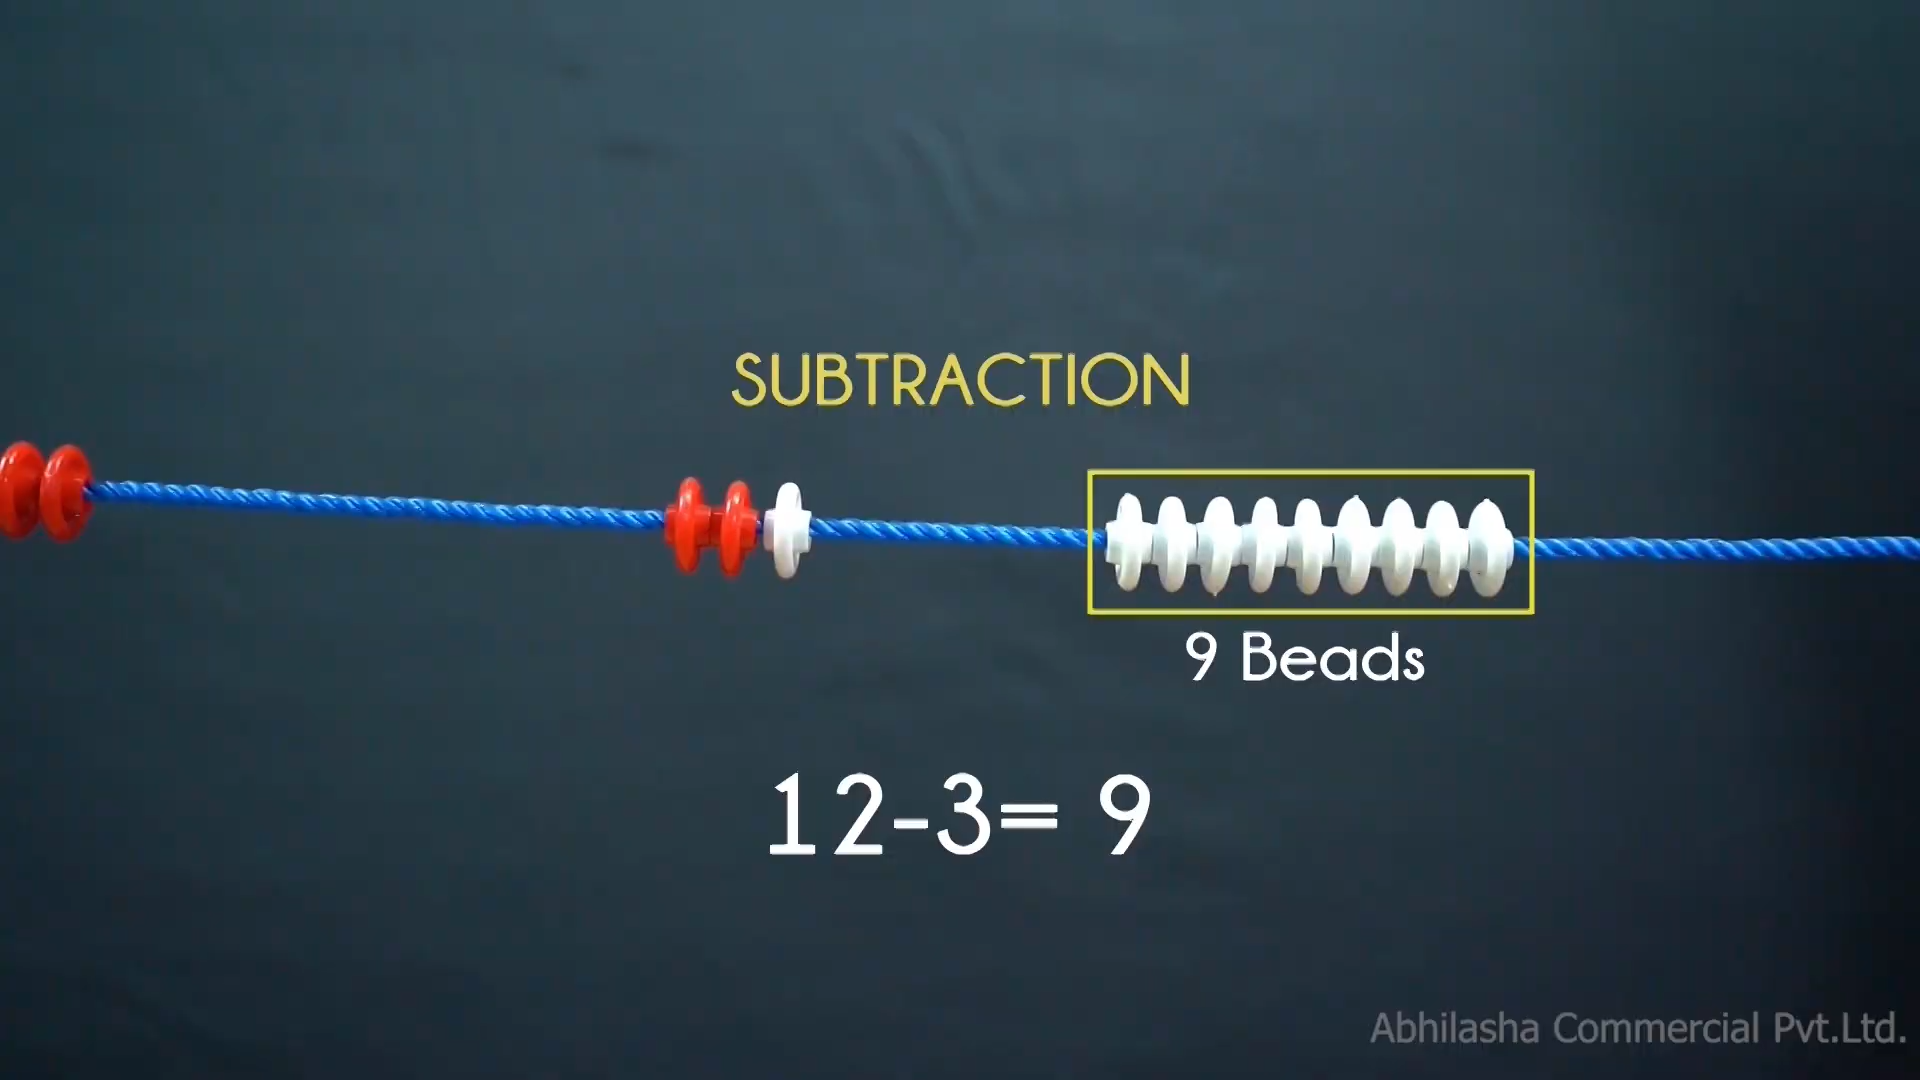 SUBTRACTION
9 Beads
12-3= 9
Abhilasha Commercial Pvt.Ltd.